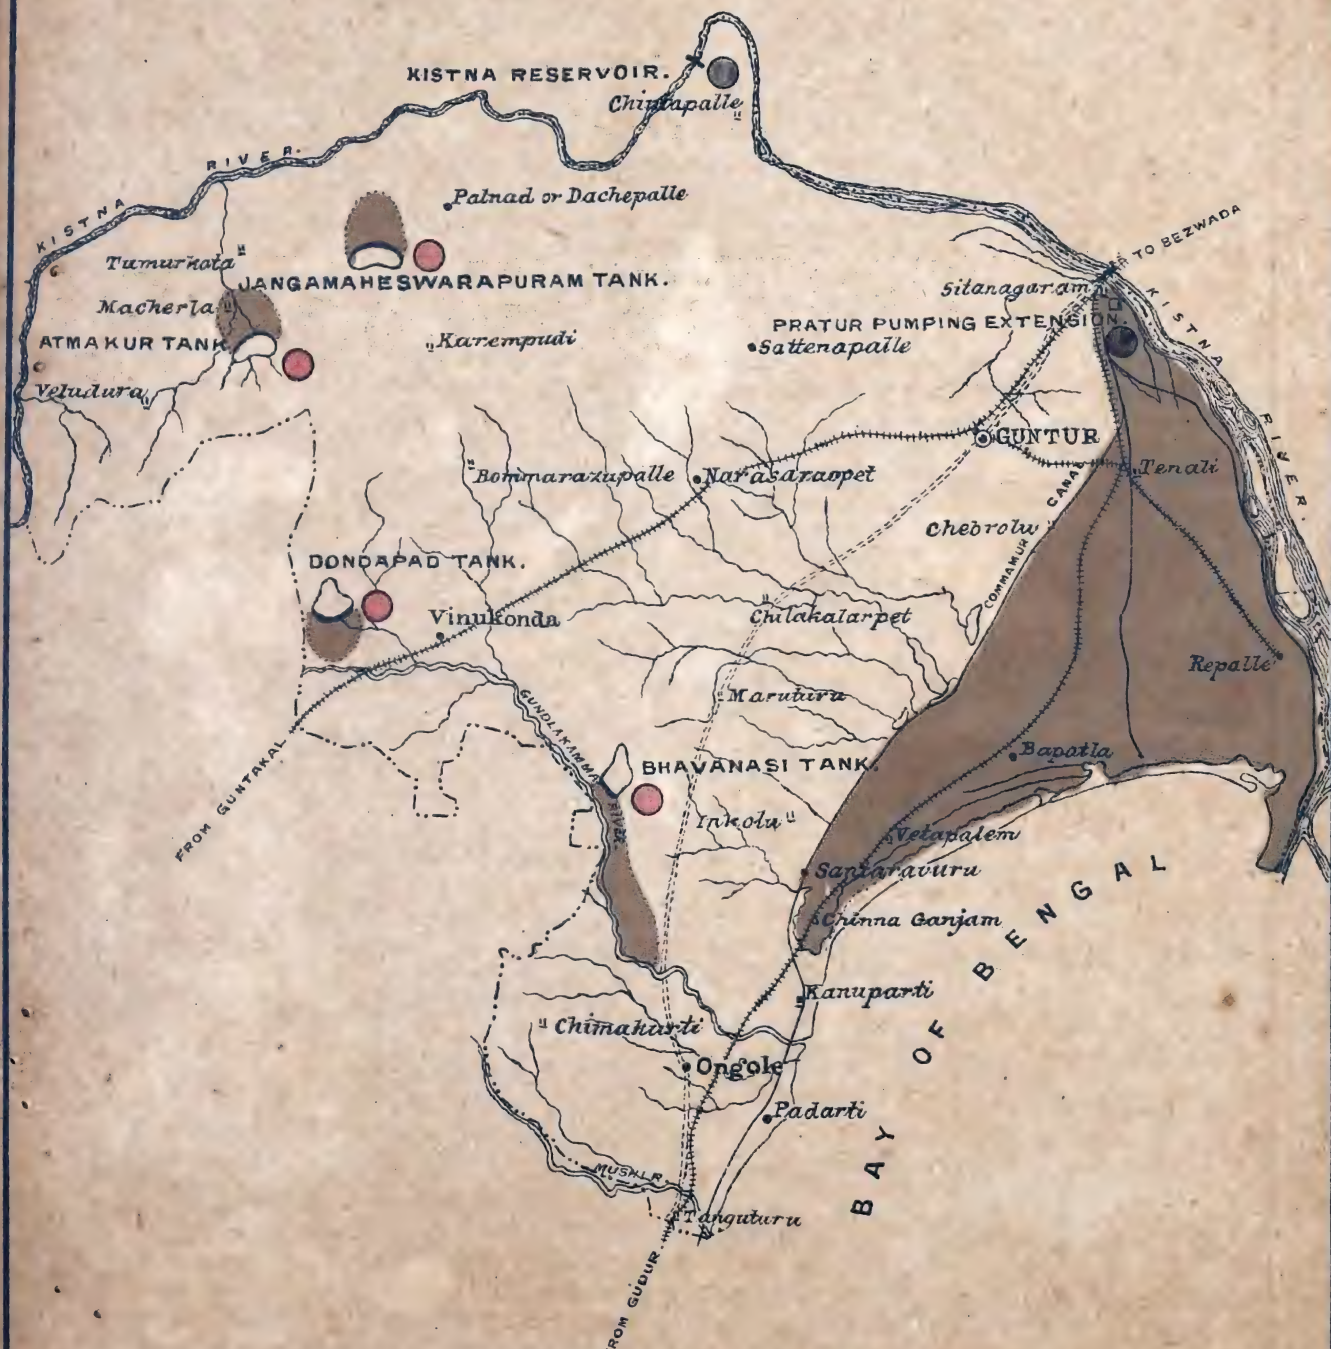 KISTNA RESERVOIR.
Chintapalle
KISTNA RIVER.
Palnad or Dachepalle
Tumurkota
JANGAMAHESWARAPURAM TANK.
TO BEZWADA
Sitanagaram
Macherla
PRATUR PUMPING EXTENSION.
KISTNA RIVER.
ATMAKUR TANK
Karempudi
Sattenapalle
Veludura
GUNTUR
Bommarazupalle
Narasaraopet
Tenali
Chebrolu
COMMAMUR CANAL
DONDAPAD TANK.
Vinukonda
Chilakalarpet
Repalle
GUNDLAKAMMA RIVER.
Maruturu
FROM GUNTAKAL
BHAVANASI TANK.
Bapatla
Inkolu
Vetapalem
Santaravuru
Chinna Ganjam
BAY OF BENGAL
Kanuparti
Chimakurti
Ongole
Padarti
MUSHI R.
Tanguturu
FROM GUDUR